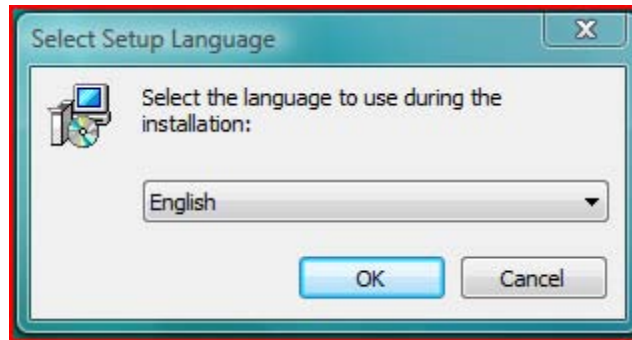 Select Setup Language
Select the language to use during the
installation:
English
OK
Cancel